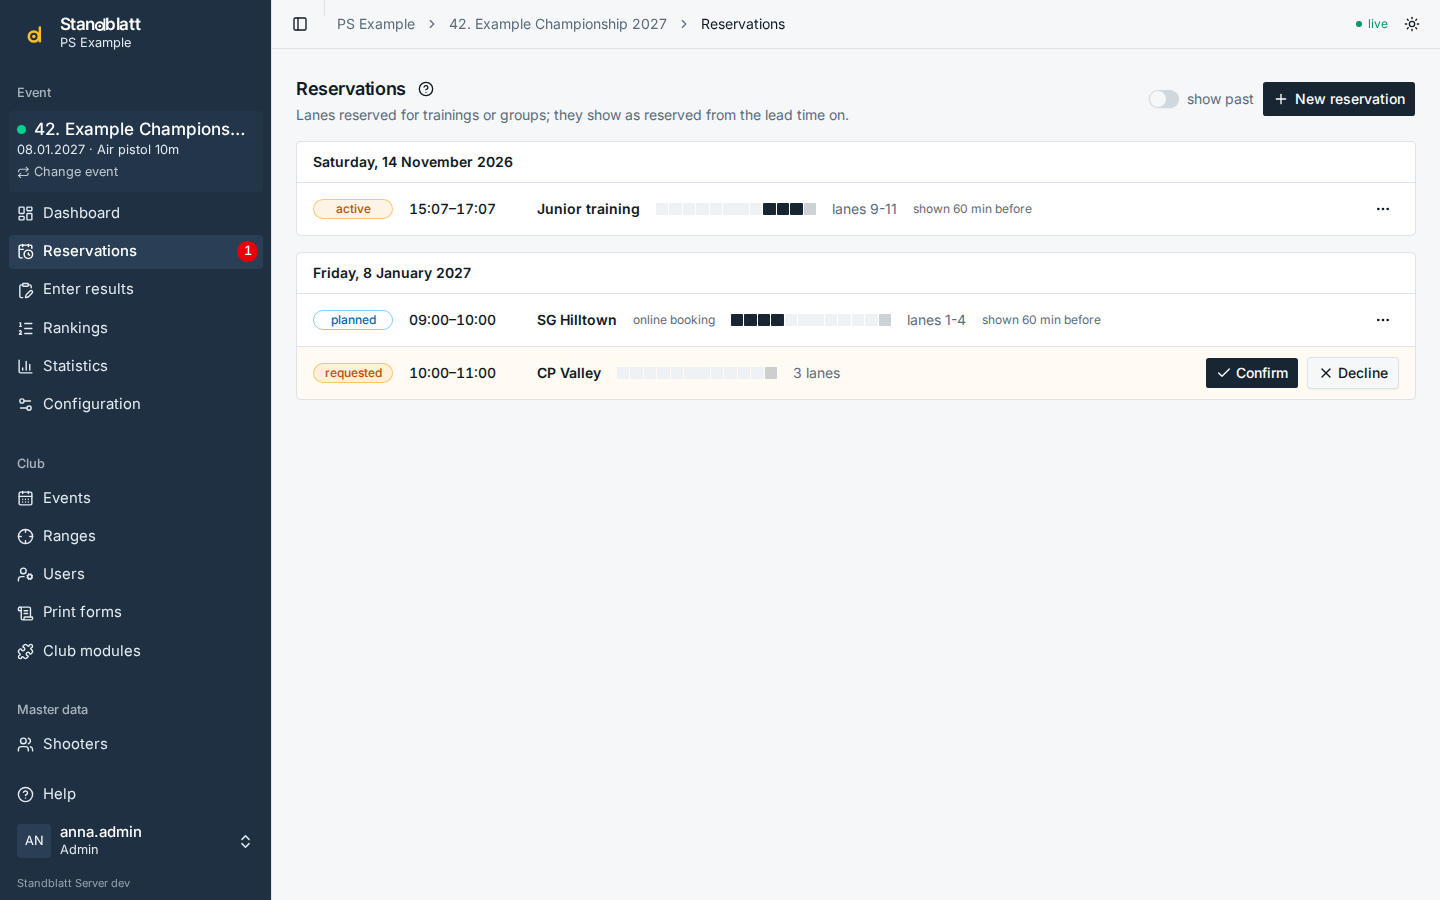 Standblatt
PS Example
Event
42. Example Champions...
08.01.2027 · Air pistol 10m
Change event
Dashboard
Reservations
1
Enter results
Rankings
Statistics
Configuration
Club
Events
Ranges
Users
Print forms
Club modules
Master data
Shooters
Help
AN
anna.admin
Admin
Standblatt Server dev
PS Example > 42. Example Championship 2027 > Reservations
live
Reservations
Lanes reserved for trainings or groups; they show as reserved from the lead time on.
show past
+ New reservation
Saturday, 14 November 2026
active 15:07–17:07 Junior training lanes 9-11 shown 60 min before
Friday, 8 January 2027
planned 09:00–10:00 SG Hilltown online booking lanes 1-4 shown 60 min before
requested 10:00–11:00 CP Valley 3 lanes Confirm Decline